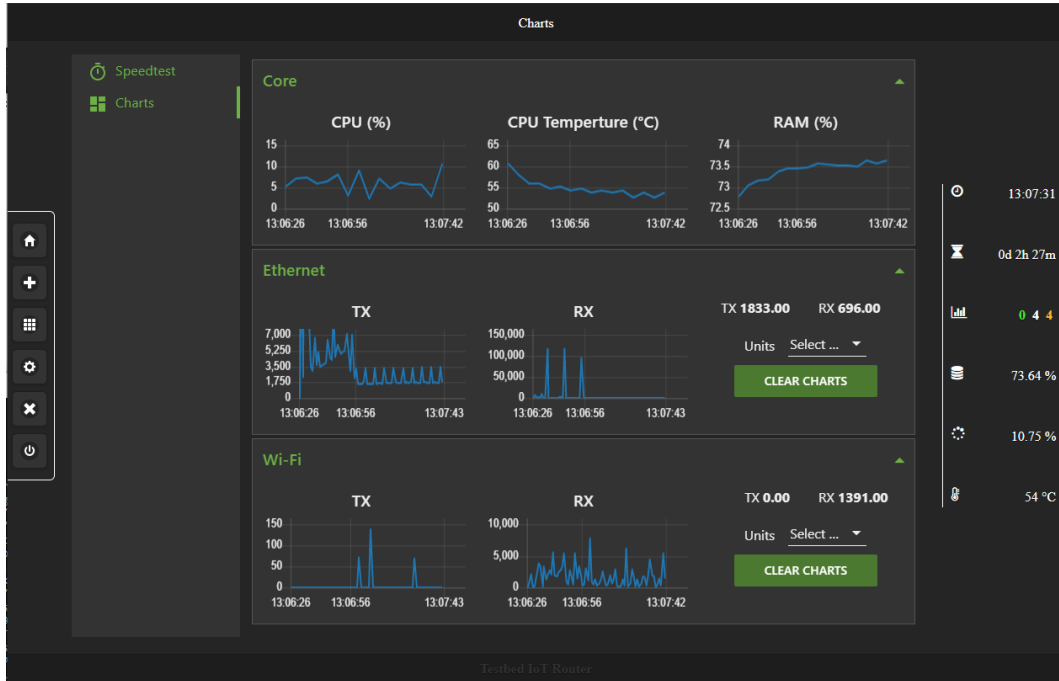 Charts
Speedtest
Charts
Core
CPU (%)
CPU Temperture (°C)
RAM (%)
15
10
5
0
13:06:26 13:06:56 13:07:42
65
60
55
50
13:06:26 13:06:56 13:07:42
74
73.5
73
72.5
13:06:26 13:06:56 13:07:42
Ethernet
TX
7,000
5,250
3,500
1,750
0
13:06:26 13:06:56 13:07:43
RX
150,000
100,000
50,000
0
13:06:26 13:06:56 13:07:43
TX 1833.00 RX 696.00
Units Select ...
CLEAR CHARTS
Wi-Fi
TX
150
100
50
0
13:06:26 13:06:56 13:07:43
RX
10,000
5,000
0
13:06:26 13:06:56 13:07:42
TX 0.00 RX 1391.00
Units Select ...
CLEAR CHARTS
13:07:31
0d 2h 27m
0 4 4
73.64 %
10.75 %
54 °C
Testbed IoT Router